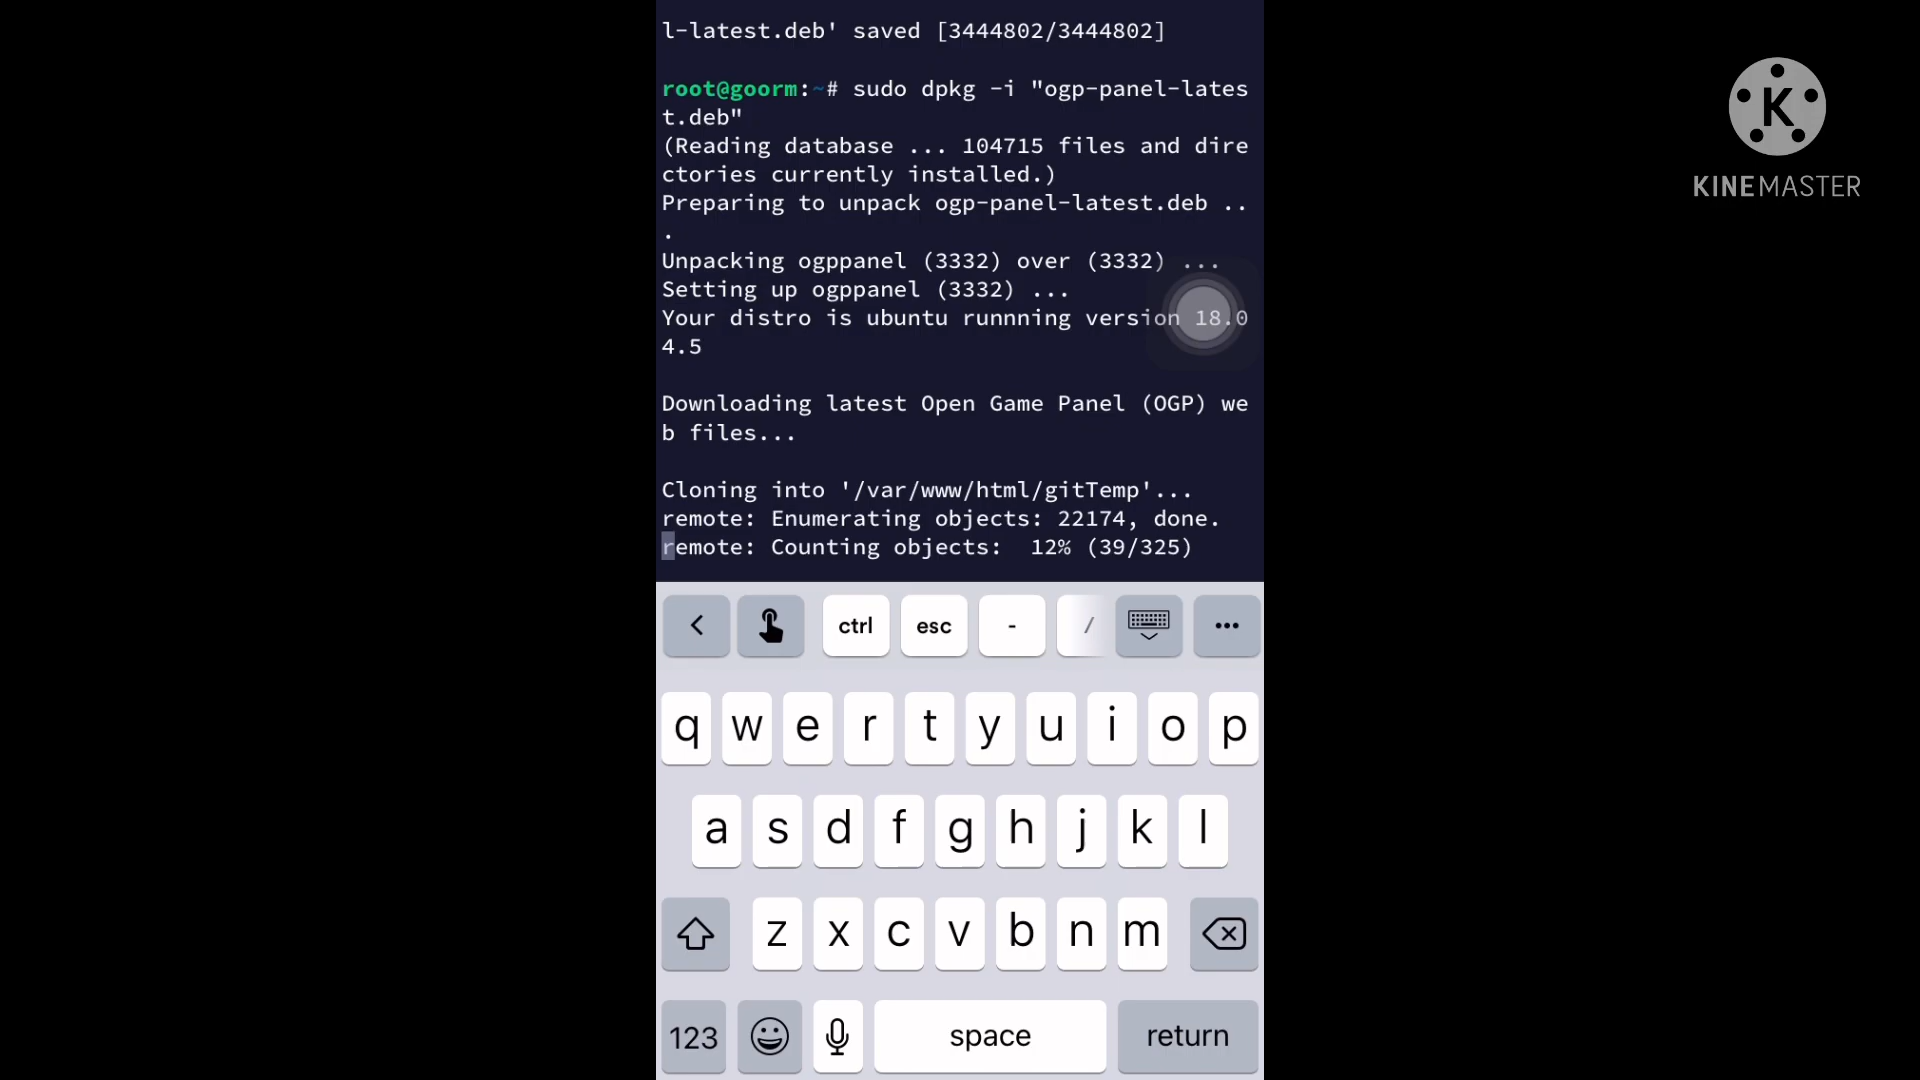 l-latest.deb' saved [3444802/3444802]
root@goorm:~# sudo dpkg -i "ogp-panel-lates
t.deb"
(Reading database ... 104715 files and dire
ctories currently installed.)
Preparing to unpack ogp-panel-latest.deb ..
.
Unpacking ogppanel (3332) over (3332) ...
Setting up ogppanel (3332) ...
Your distro is ubuntu runnning version 18.0
4.5
Downloading latest Open Game Panel (OGP) we
b files...
Cloning into '/var/www/html/gitTemp'...
remote: Enumerating objects: 22174, done.
remote: Counting objects:  12% (39/325)
ctrl esc - /
q w e r t y u i o p
a s d f g h j k l
z x c v b n m
123 space return
K
KINEMASTER